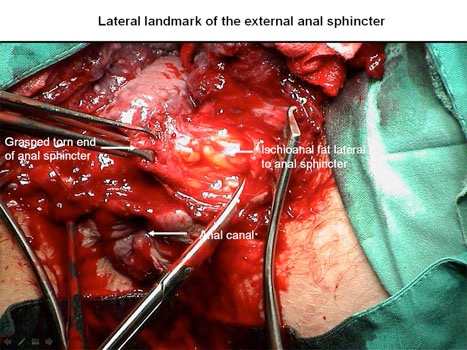 Lateral landmark of the external anal sphincter
Grasped torn end
of anal sphincter
Ischioanal fat lateral
to anal sphincter
Anal canal